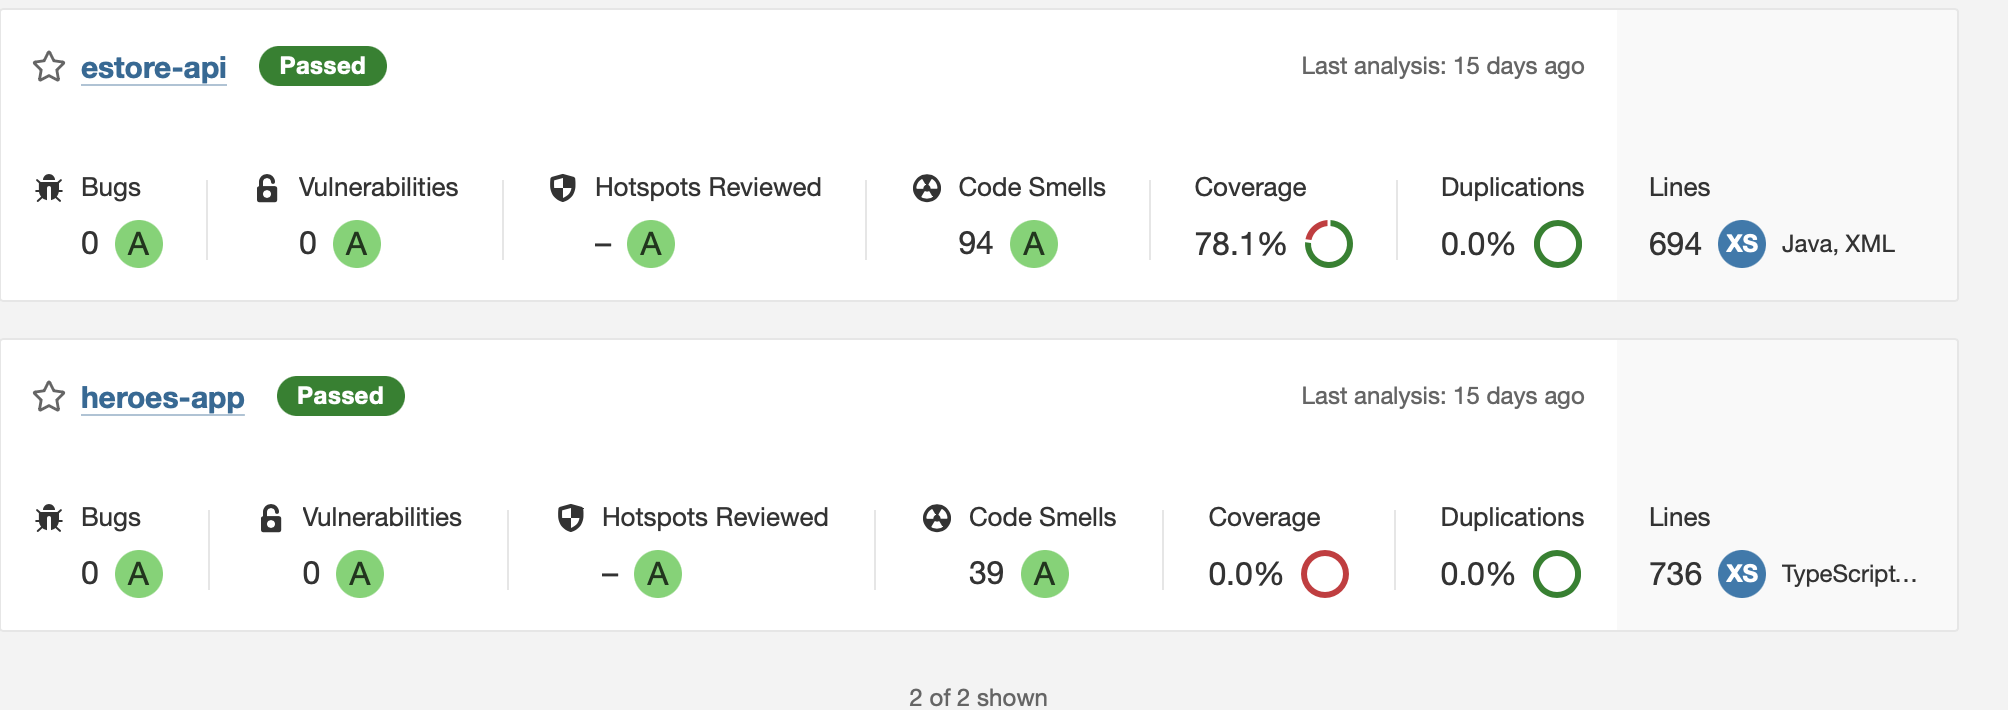 estore-api Passed Last analysis: 15 days ago
Bugs Vulnerabilities Hotspots Reviewed Code Smells Coverage Duplications Lines
0 A 0 A – A 94 A 78.1% 0.0% 694 XS Java, XML
heroes-app Passed Last analysis: 15 days ago
Bugs Vulnerabilities Hotspots Reviewed Code Smells Coverage Duplications Lines
0 A 0 A – A 39 A 0.0% 0.0% 736 XS TypeScript...
2 of 2 shown